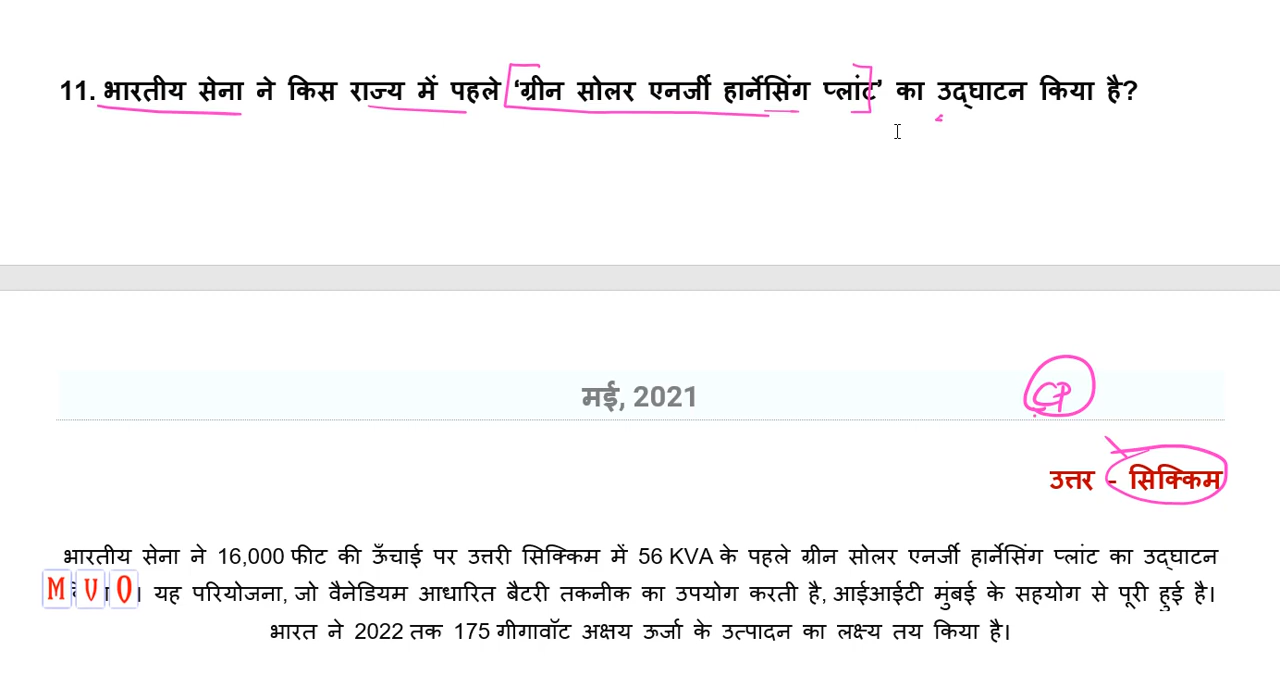 11. भारतीय सेना ने किस राज्य में पहले ‘ग्रीन सोलर एनर्जी हार्नेसिंग प्लांट’ का उद्घाटन किया है?
मई, 2021
CP
उत्तर - सिक्किम
भारतीय सेना ने 16,000 फीट की ऊँचाई पर उत्तरी सिक्किम में 56 KVA के पहले ग्रीन सोलर एनर्जी हार्नेसिंग प्लांट का उद्घाटन
M U O । यह परियोजना, जो वैनेडियम आधारित बैटरी तकनीक का उपयोग करती है, आईआईटी मुंबई के सहयोग से पूरी हुई है।
भारत ने 2022 तक 175 गीगावॉट अक्षय ऊर्जा के उत्पादन का लक्ष्य तय किया है।